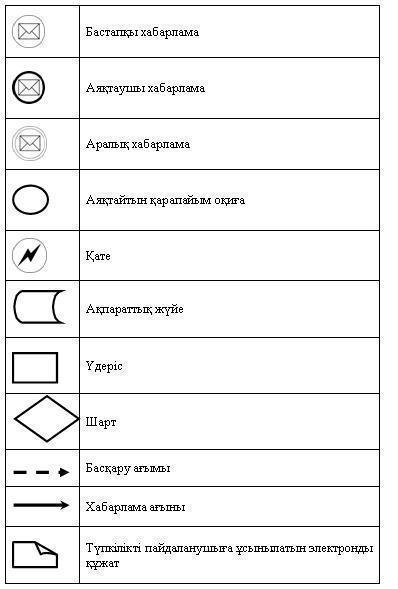 Бастапқы хабарлама
Аяқтаушы хабарлама
Аралық хабарлама
Аяқтайтын қарапайым оқиға
Қате
Ақпараттық жүйе
Үдеріс
Шарт
Басқару ағымы
Хабарлама ағыны
Түпкілікті пайдаланушыға ұсынылатын электронды
құжат